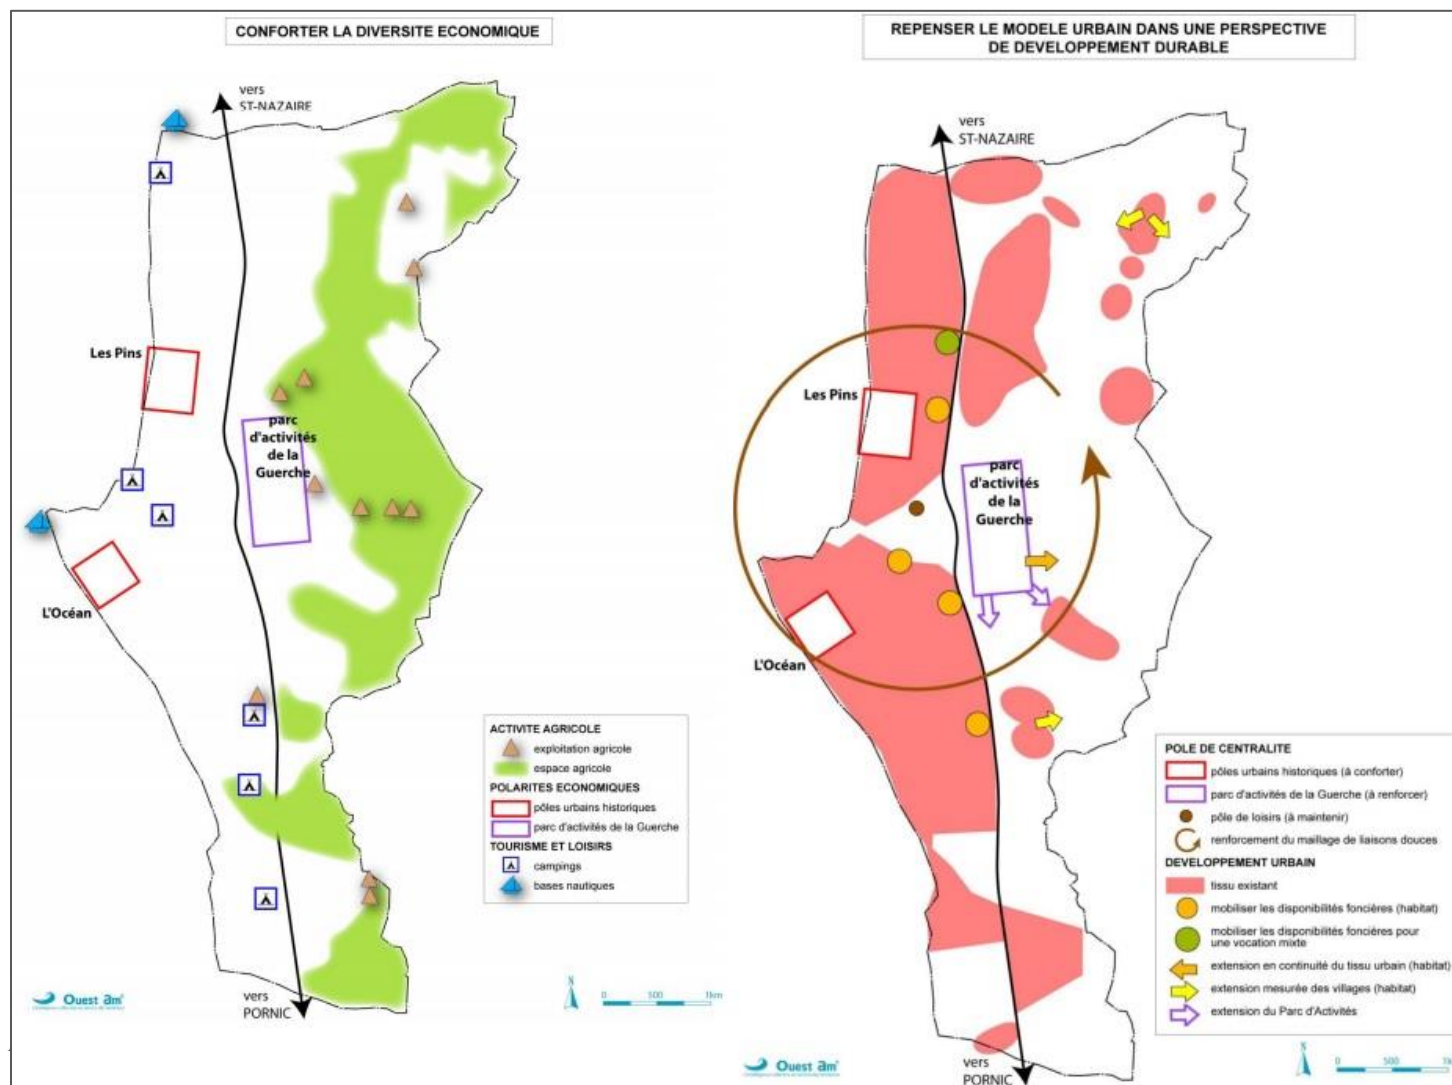 CONFORTER LA DIVERSITE ECONOMIQUE
vers
ST-NAZAIRE
Les Pins
parc
d'activités
de la
Guerche
L'Océan
ACTIVITE AGRICOLE
exploitation agricole
espace agricole
POLARITES ECONOMIQUES
pôles urbains historiques
parc d'activités de la Guerche
TOURISME ET LOISIRS
campings
bases nautiques
vers
PORNIC
Ouest am'
N
0 500 1km
REPENSER LE MODELE URBAIN DANS UNE PERSPECTIVE
DE DEVELOPPEMENT DURABLE
vers
ST-NAZAIRE
Les Pins
parc
d'activités
de la
Guerche
L'Océan
POLE DE CENTRALITE
pôles urbains historiques (à conforter)
parc d'activités de la Guerche (à renforcer)
pôle de loisirs (à maintenir)
renforcement du maillage de liaisons douces
DEVELOPPEMENT URBAIN
tissu existant
mobiliser les disponibilités foncières (habitat)
mobiliser les disponibilités foncières pour
une vocation mixte
extension en continuité du tissu urbain (habitat)
extension mesurée des villages (habitat)
extension du Parc d'Activités
vers
PORNIC
Ouest am'
N
0 500